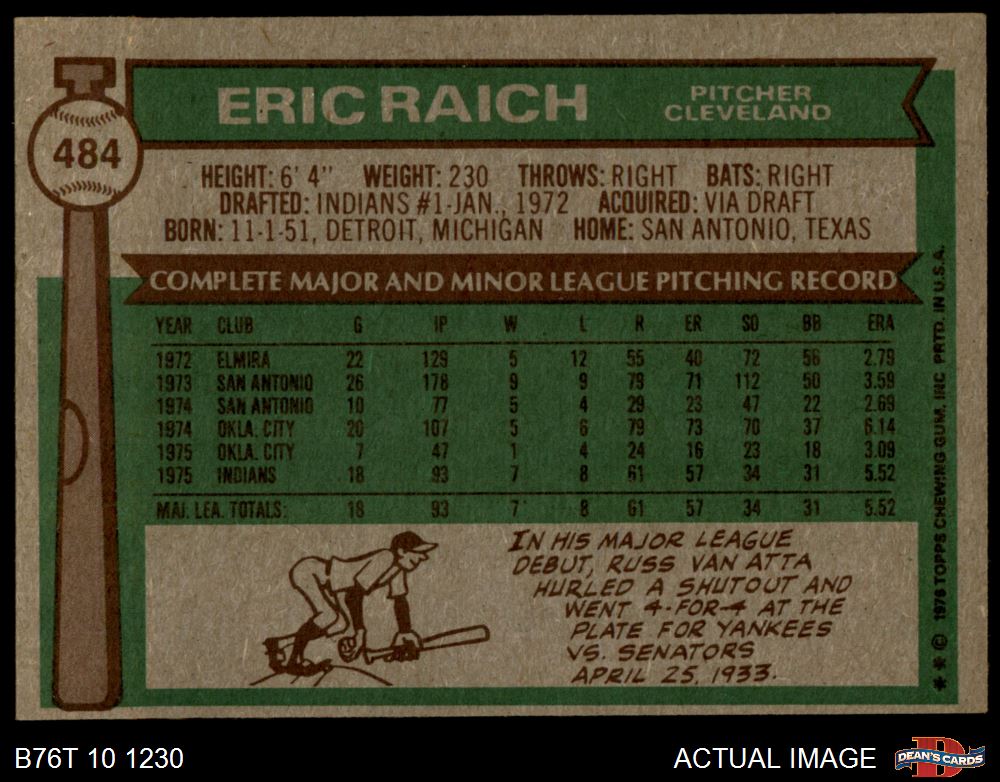 484
ERIC RAICH
PITCHER
CLEVELAND
HEIGHT: 6' 4" WEIGHT: 230 THROWS: RIGHT BATS: RIGHT
DRAFTED: INDIANS #1-JAN., 1972 ACQUIRED: VIA DRAFT
BORN: 11-1-51, DETROIT, MICHIGAN HOME: SAN ANTONIO, TEXAS
COMPLETE MAJOR AND MINOR LEAGUE PITCHING RECORD
YEAR CLUB G IP W L R ER SO BB ERA
1972 ELMIRA 22 129 5 12 55 40 72 56 2.79
1973 SAN ANTONIO 26 178 9 9 79 71 112 50 3.59
1974 SAN ANTONIO 10 77 5 4 29 23 47 22 2.69
1974 OKLA. CITY 20 107 5 6 79 73 70 37 6.14
1975 OKLA. CITY 7 47 1 4 24 16 23 18 3.09
1975 INDIANS 18 93 7 8 61 57 34 31 5.52
MAJ. LEA. TOTALS: 18 93 7 8 61 57 34 31 5.52
IN HIS MAJOR LEAGUE
DEBUT, RUSS VAN ATTA
HURLED A SHUTOUT AND
WENT 4-FOR-4 AT THE
PLATE FOR YANKEES
VS. SENATORS
APRIL 25, 1933.
** © 1976 TOPPS CHEWING GUM, INC PRTD. IN U.S.A.
B76T 10 1230
ACTUAL IMAGE
D
DEAN'S CARDS